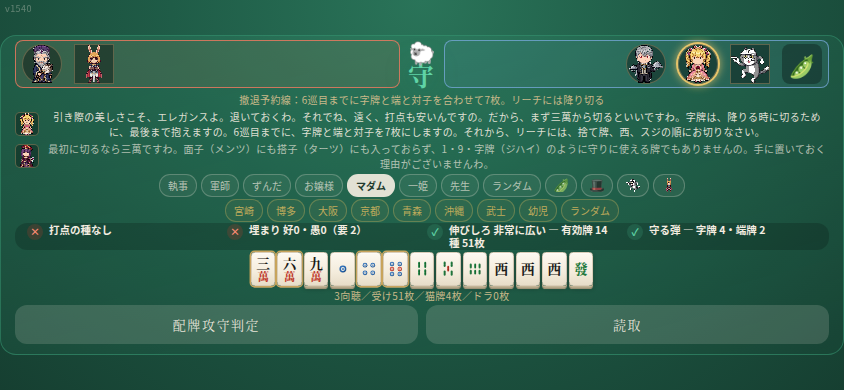 v1540
守
撤退予約線：6巡目までに字牌と端と対子を合わせて7枚。リーチには降り切る
引き際の美しさこそ、エレガンスよ。退いておくわ。それでね、遠く、打点も安いんですの。だから、まず三萬から切るといいですわ。字牌は、降りる時に切るため
に、最後まで抱えますの。6巡目までに、字牌と端と対子を7枚にしますの。それから、リーチには、捨て牌、西、スジの順にお切りなさい。
最初に切るなら三萬ですわ。面子（メンツ）にも搭子（ターツ）にも入っておらず、1・9・字牌（ジハイ）のように守りに使える牌でもありませんの。手に置いておく
理由がございませんわ。
執事 軍師 ずんだ お嬢様 マダム 一姫 先生 ランダム
宮崎 博多 大阪 京都 青森 沖縄 武士 幼児 ランダム
打点の種なし 埋まり 好0・愚0（要 2） 伸びしろ 非常に広い — 有効牌 14 守る弾 — 字牌 4・端牌 2
種 51枚
三萬 六萬 九萬 西 西 西 發
3向聴／受け51枚／猫牌4枚／ドラ0枚
配牌攻守判定 読取